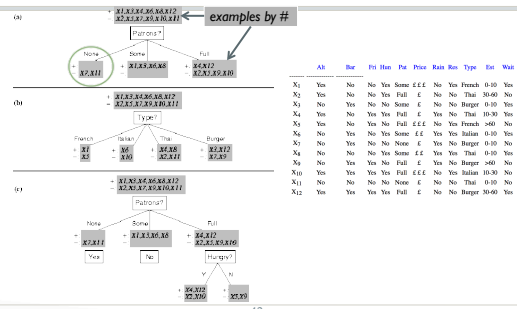 (a)
+ X1,X3,X4,X6,X8,X12
− X2,X5,X7,X9,X10,X11
examples by #
Patrons?
None Some Full
+
− X7,X11
+ X1,X3,X6,X8
−
+ X4,X12
− X2,X5,X9,X10
(b)
+ X1,X3,X4,X6,X8,X12
− X2,X5,X7,X9,X10,X11
Type?
French Italian Thai Burger
+ X1
− X5
+ X6
− X10
+ X4,X8
− X2,X11
+ X3,X12
− X7,X9
(c)
+ X1,X3,X4,X6,X8,X12
− X2,X5,X7,X9,X10,X11
Patrons?
None Some Full
+
− X7,X11
+ X1,X3,X6,X8
−
+ X4,X12
− X2,X5,X9,X10
Yes No Hungry?
Y N
+ X4,X12
− X2,X10
+
− X5,X9
Alt Bar Fri Hun Pat Price Rain Res Type Est Wait
X1 Yes No No Yes Some £££ No Yes French 0-10 Yes
X2 Yes No No Yes Full £ No No Thai 30-60 No
X3 No Yes No No Some £ No No Burger 0-10 Yes
X4 Yes No Yes Yes Full £ No Thai 10-30 Yes
X5 Yes No Yes No Full £££ No Yes French >60 No
X6 No Yes No Yes Some ££ Yes Yes Italian 0-10 Yes
X7 No Yes No No None £ Yes No Burger 0-10 No
X8 No No No Yes Some ££ Yes Yes Thai 0-10 Yes
X9 No Yes Yes No Full £ Yes No Burger >60 No
X10 Yes Yes Yes Yes Full £££ No Yes Italian 10-30 No
X11 No No No No None £ No No Thai 0-10 No
X12 Yes Yes Yes Yes Full £ No No Burger 30-60 Yes